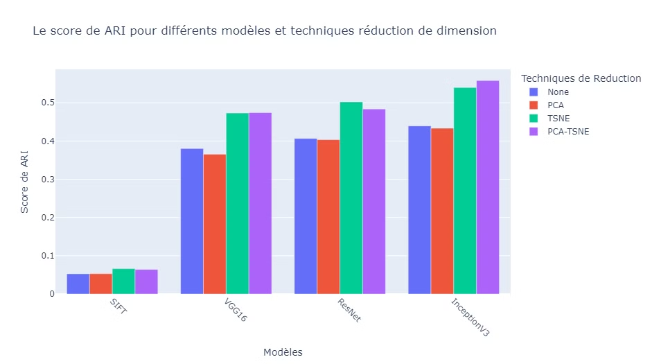 Le score de ARI pour différents modèles et techniques réduction de dimension
Techniques de Reduction
None
PCA
TSNE
PCA-TSNE
Score de ARI
0.5
0.4
0.3
0.2
0.1
0
SIFT
VGG16
ResNet
InceptionV3
Modèles